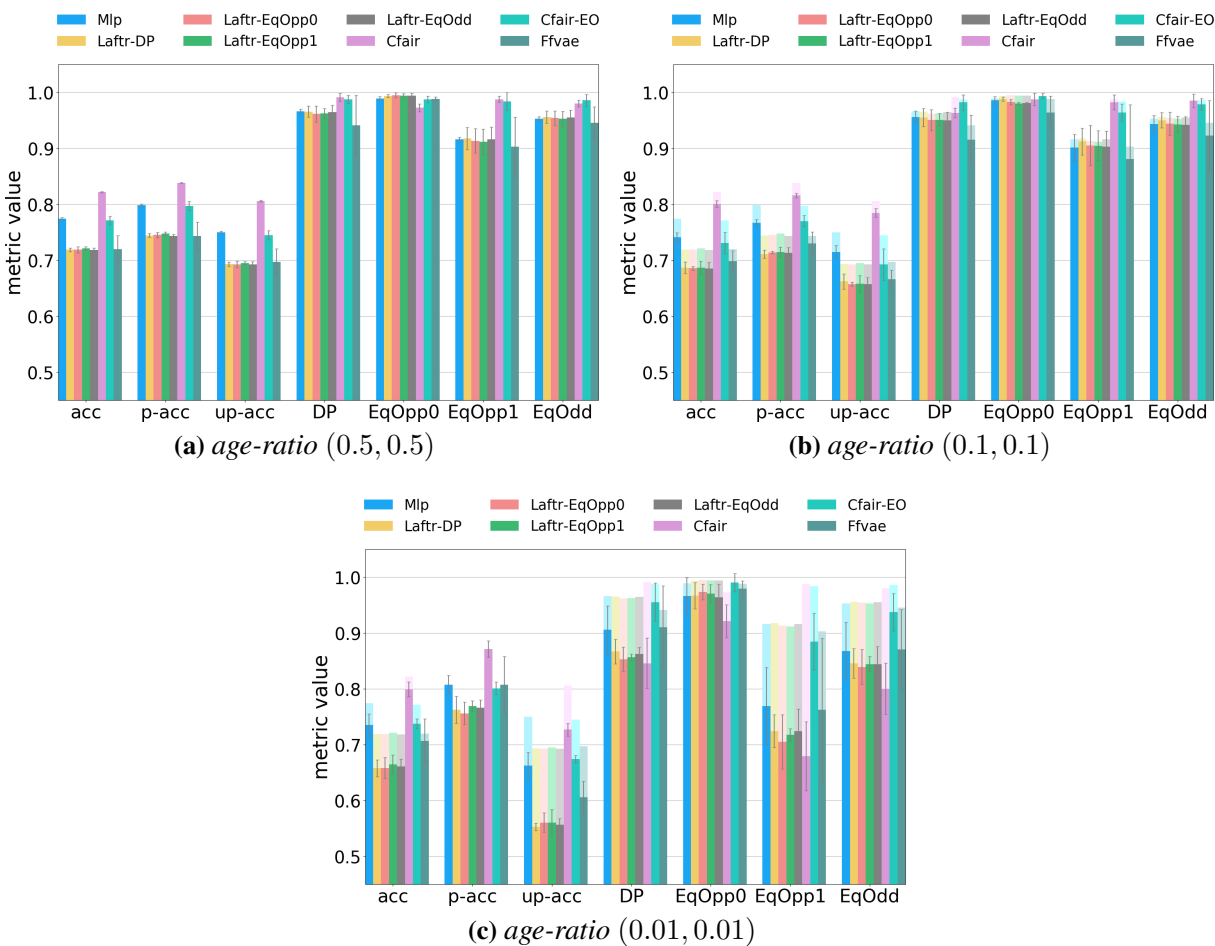 Mlp Laftr-EqOpp0 Laftr-EqOdd Cfair-EO
Laftr-DP Laftr-EqOpp1 Cfair Ffvae
1.0
0.9
0.8
0.7
0.6
0.5
metric value
acc p-acc up-acc DP EqOpp0 EqOpp1 EqOdd
(a) age-ratio (0.5, 0.5)
Mlp Laftr-EqOpp0 Laftr-EqOdd Cfair-EO
Laftr-DP Laftr-EqOpp1 Cfair Ffvae
1.0
0.9
0.8
0.7
0.6
0.5
metric value
acc p-acc up-acc DP EqOpp0 EqOpp1 EqOdd
(b) age-ratio (0.1, 0.1)
Mlp Laftr-EqOpp0 Laftr-EqOdd Cfair-EO
Laftr-DP Laftr-EqOpp1 Cfair Ffvae
1.0
0.9
0.8
0.7
0.6
0.5
metric value
acc p-acc up-acc DP EqOpp0 EqOpp1 EqOdd
(c) age-ratio (0.01, 0.01)